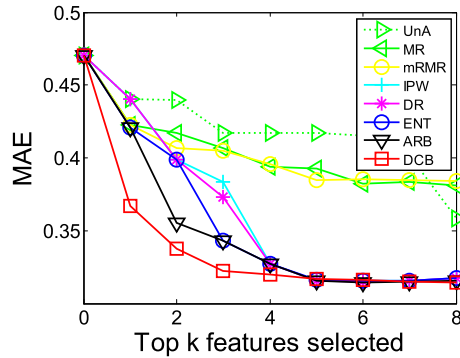 0.5
0.45
0.4
0.35
MAE
0
2
4
6
8
Top k features selected
UnA
MR
mRMR
IPW
DR
ENT
ARB
DCB